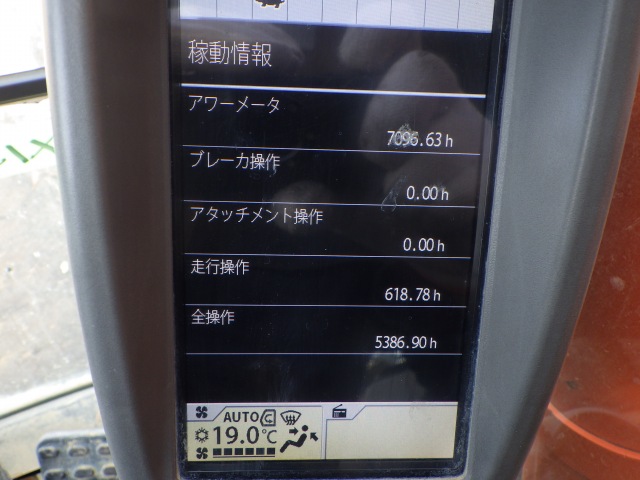 稼動情報
アワーメータ
7096.63 h
ブレーカ操作
0.00 h
アタッチメント操作
0.00 h
走行操作
618.78 h
全操作
5386.90 h
AUTO C
19.0℃